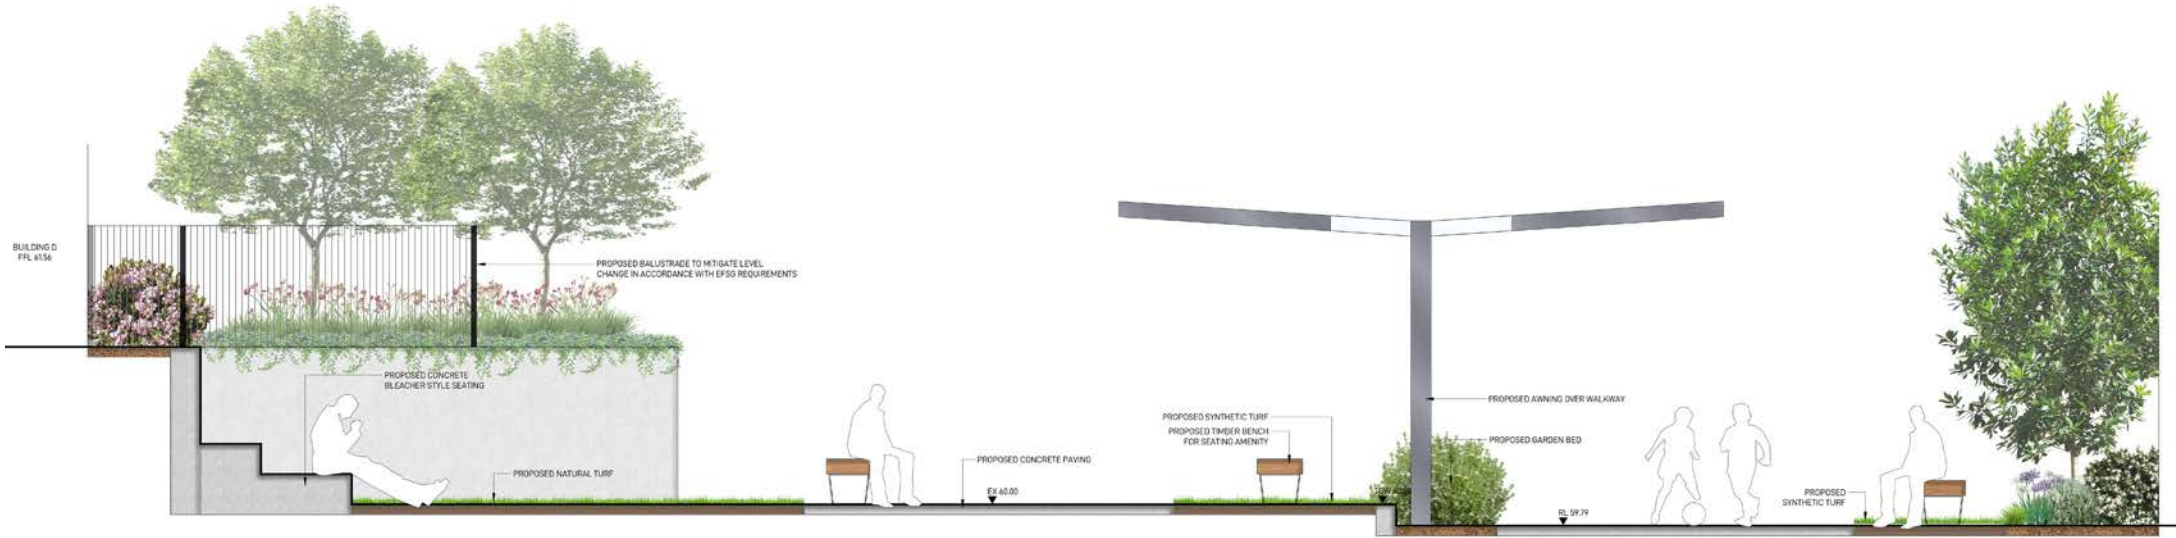 BUILDING D
FFL 61.56
PROPOSED BALUSTRADE TO MITIGATE LEVEL
CHANGE IN ACCORDANCE WITH EFSG REQUIREMENTS
PROPOSED CONCRETE
BLEACHER STYLE SEATING
PROPOSED NATURAL TURF
PROPOSED CONCRETE PAVING
EX 60.00
PROPOSED SYNTHETIC TURF
PROPOSED TIMBER BENCH
FOR SEATING AMENITY
PROPOSED AWNING OVER WALKWAY
PROPOSED GARDEN BED
RL 59.79
PROPOSED
SYNTHETIC TURF